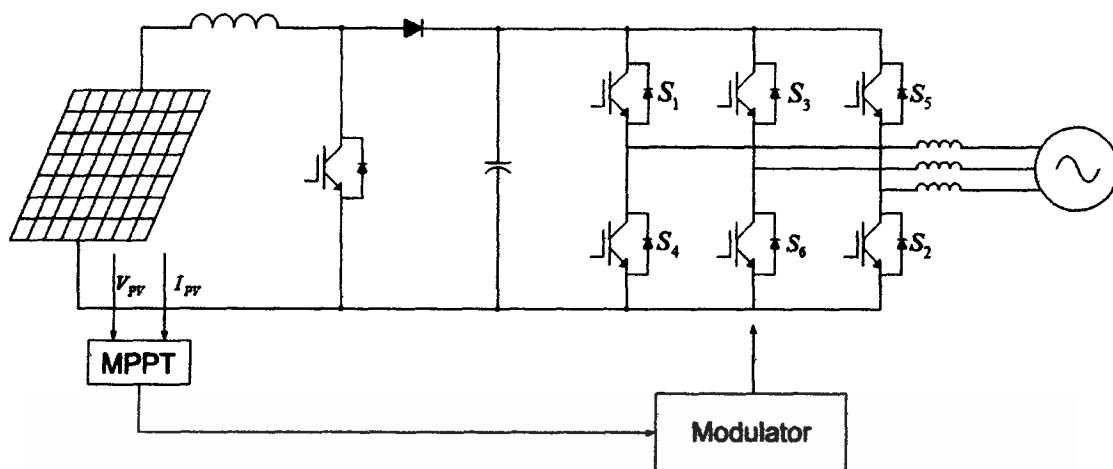 S1
S3
S5
S4
S6
S2
VPV
IPV
MPPT
Modulator